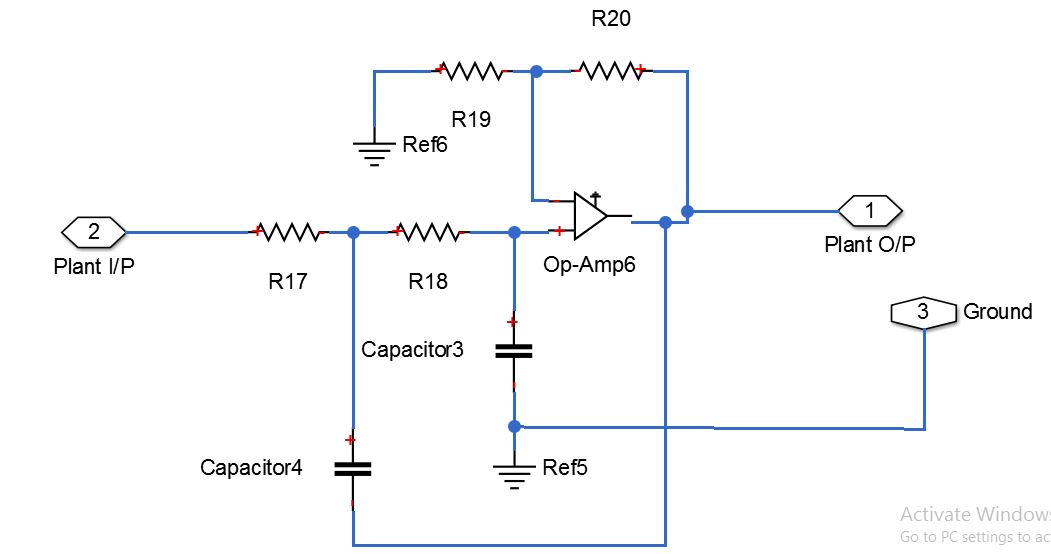 R20
R19
Ref6
2
Plant I/P
R17
R18
Op-Amp6
1
Plant O/P
3
Ground
Capacitor3
Capacitor4
Ref5
Activate Windows
Go to PC settings to ac